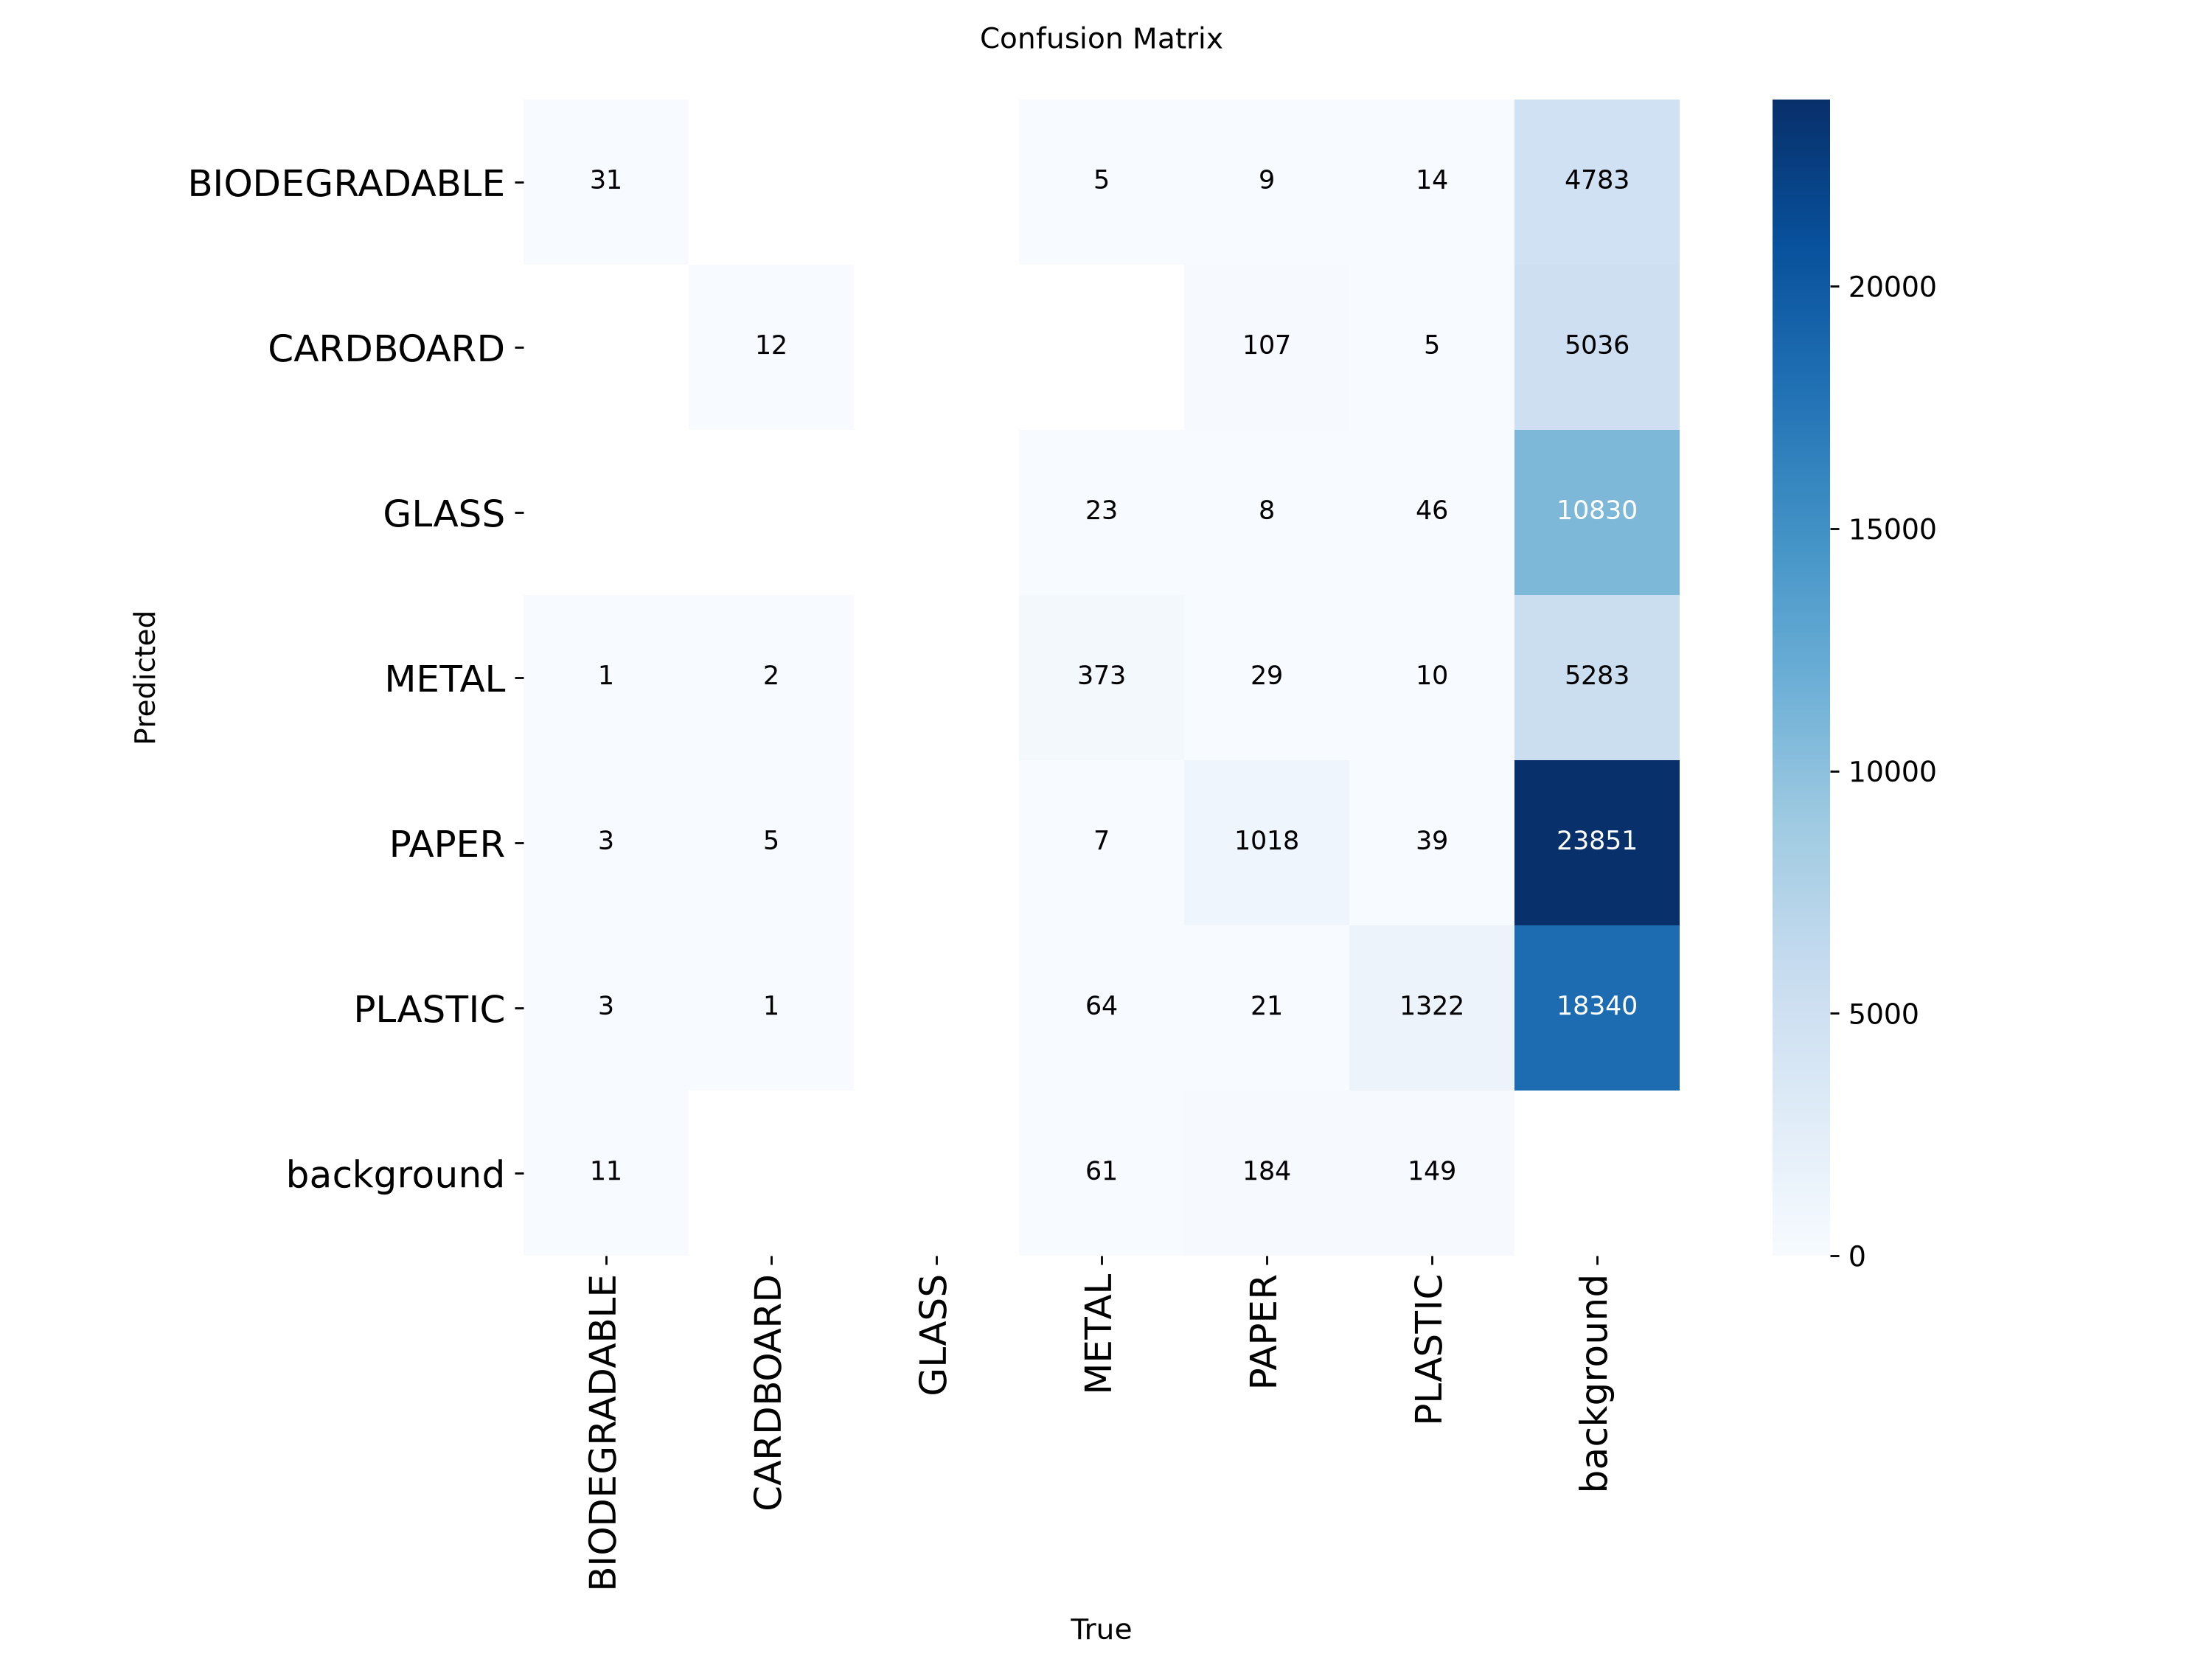 Confusion Matrix
BIODEGRADABLE 31 5 9 14 4783
CARDBOARD 12 107 5 5036
GLASS 23 8 46 10830
METAL 1 2 373 29 10 5283
PAPER 3 5 7 1018 39 23851
PLASTIC 3 1 64 21 1322 18340
background 11 61 184 149
Predicted
BIODEGRADABLE
CARDBOARD
GLASS
METAL
PAPER
PLASTIC
background
True
20000
15000
10000
5000
0